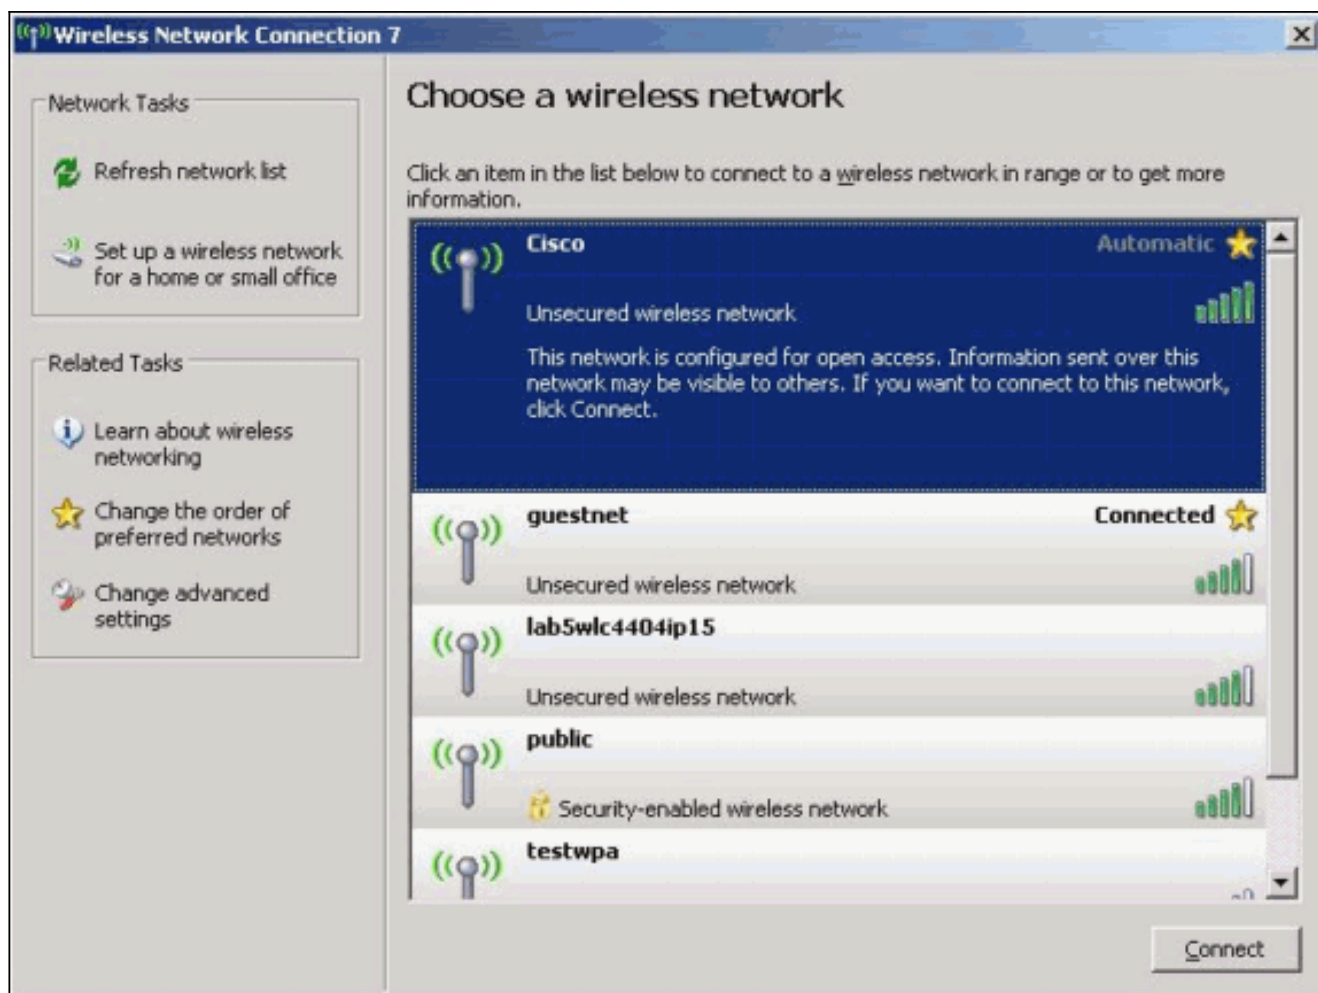 Wireless Network Connection 7
Network Tasks
Refresh network list
Set up a wireless network
for a home or small office
Related Tasks
Learn about wireless
networking
Change the order of
preferred networks
Change advanced
settings
Choose a wireless network
Click an item in the list below to connect to a wireless network in range or to get more
information.
Cisco Automatic
Unsecured wireless network
This network is configured for open access. Information sent over this
network may be visible to others. If you want to connect to this network,
click Connect.
guestnet Connected
Unsecured wireless network
lab5wlc4404ip15
Unsecured wireless network
public
Security-enabled wireless network
testwpa
Connect